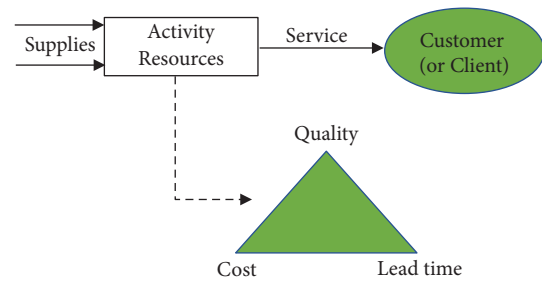 Supplies
Activity
Resources
Service
Customer
(or Client)
Quality
Cost
Lead time